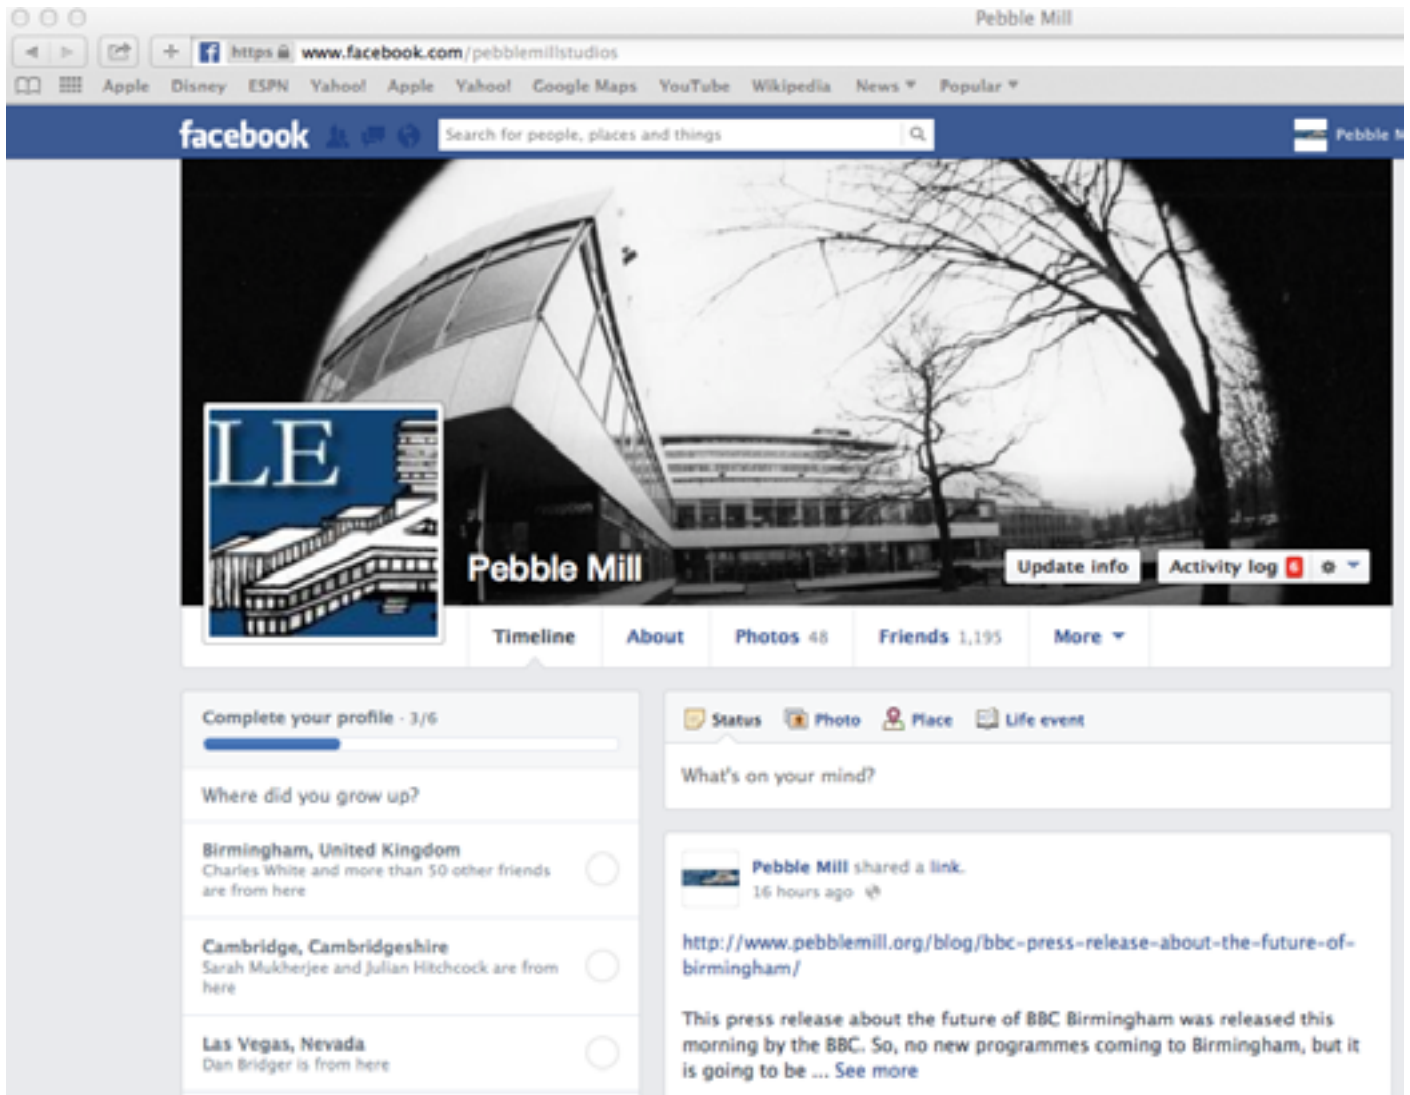 Pebble Mill
https www.facebook.com/pebblemillstudios
Apple Disney ESPN Yahoo! Apple Yahoo! Google Maps YouTube Wikipedia News Popular
facebook Search for people, places and things Pebble M
LE
Pebble Mill
Update info Activity log 6
Timeline About Photos 48 Friends 1,195 More
Complete your profile · 3/6
Where did you grow up?
Birmingham, United Kingdom
Charles White and more than 50 other friends
are from here
Cambridge, Cambridgeshire
Sarah Mukherjee and Julian Hitchcock are from
here
Las Vegas, Nevada
Dan Bridger is from here
Status Photo Place Life event
What's on your mind?
Pebble Mill shared a link.
16 hours ago
http://www.pebblemill.org/blog/bbc-press-release-about-the-future-of-
birmingham/
This press release about the future of BBC Birmingham was released this
morning by the BBC. So, no new programmes coming to Birmingham, but it
is going to be ... See more